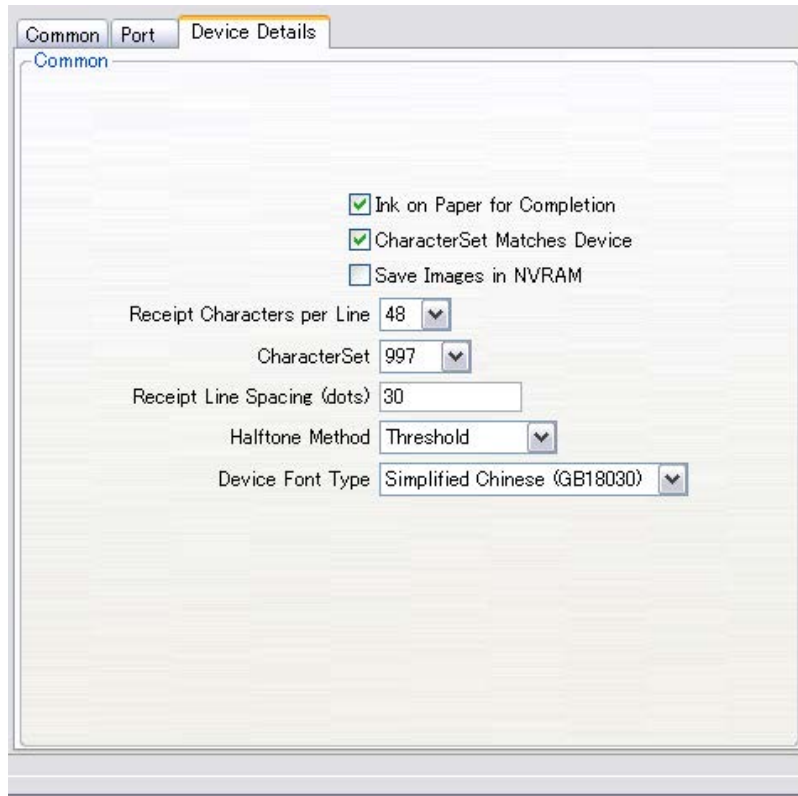 Common Port Device Details
Common
Ink on Paper for Completion
CharacterSet Matches Device
Save Images in NVRAM
Receipt Characters per Line 48
CharacterSet 997
Receipt Line Spacing (dots) 30
Halftone Method Threshold
Device Font Type Simplified Chinese (GB18030)